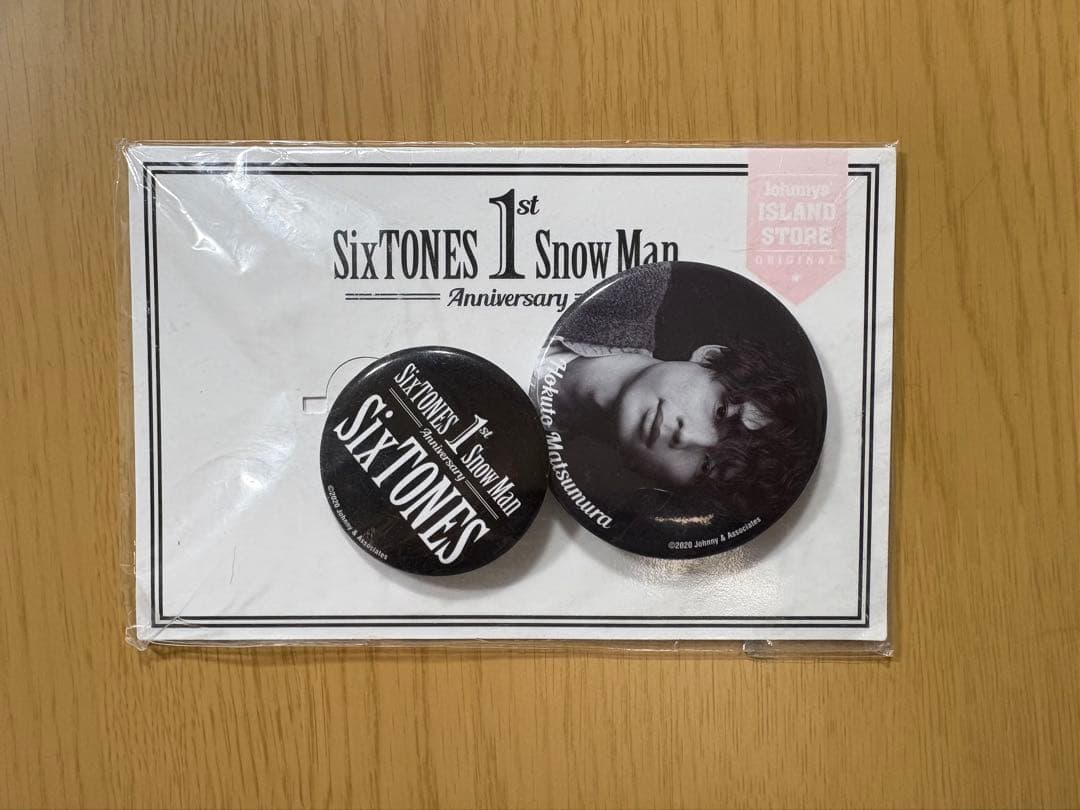 SixTONES 1st Snow Man
Anniversary
Johnnys'
ISLAND
STORE
ORIGINAL
SixTONES 1st Snow Man
Anniversary
SixTONES
©2020 Johnny & Associates
Hokuto Matsumura
©2020 Johnny & Associates